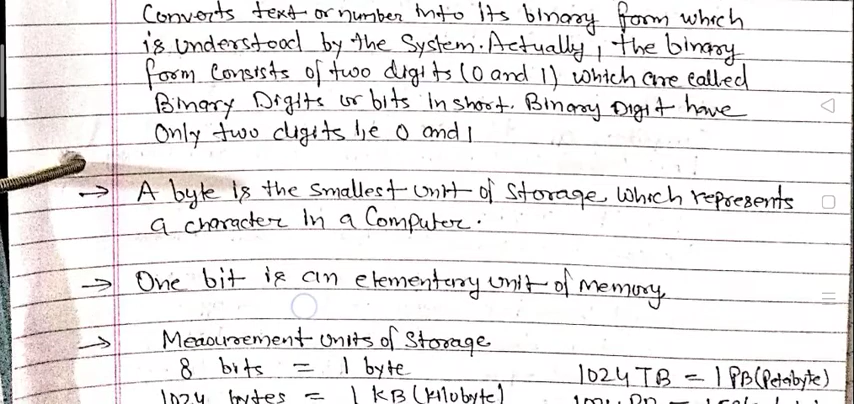 Converts text or number into its binary form which
is understood by the System. Actually, the binary
form Consists of two digits (0 and 1) which are called
Binary Digits or bits in short. Binary Digit have
Only two digits i,e 0 and 1
→ A byte is the smallest unit of Storage, which represents
a character in a Computer.
→ One bit is an elementary unit of memory
→ Measurement units of Storage
8 bits = 1 byte
1024 TB = 1 PB (Petabyte)
1024 bytes = 1 KB (Kilobyte)